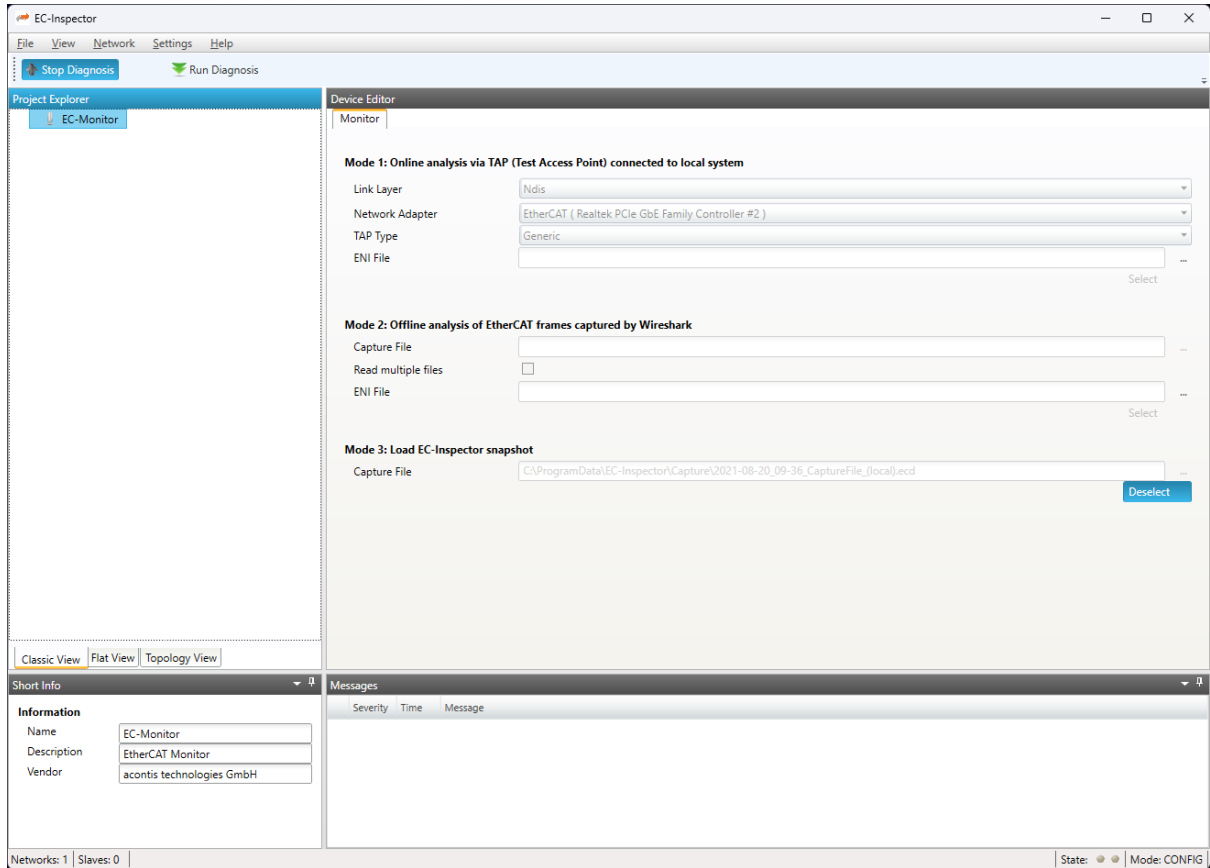 EC-Inspector
File View Network Settings Help
Stop Diagnosis Run Diagnosis
Project Explorer
EC-Monitor
Classic View Flat View Topology View
Device Editor
Monitor
Mode 1: Online analysis via TAP (Test Access Point) connected to local system
Link Layer Ndis
Network Adapter EtherCAT ( Realtek PCIe GbE Family Controller #2 )
TAP Type Generic
ENI File ...
Select
Mode 2: Offline analysis of EtherCAT frames captured by Wireshark
Capture File ...
Read multiple files
ENI File ...
Select
Mode 3: Load EC-Inspector snapshot
Capture File C:\ProgramData\EC-Inspector\Capture\2021-08-20_09-36_CaptureFile_(local).ecd ...
Deselect
Short Info
Information
Name EC-Monitor
Description EtherCAT Monitor
Vendor acontis technologies GmbH
Messages
Severity Time Message
Networks: 1 Slaves: 0 State: Mode: CONFIG